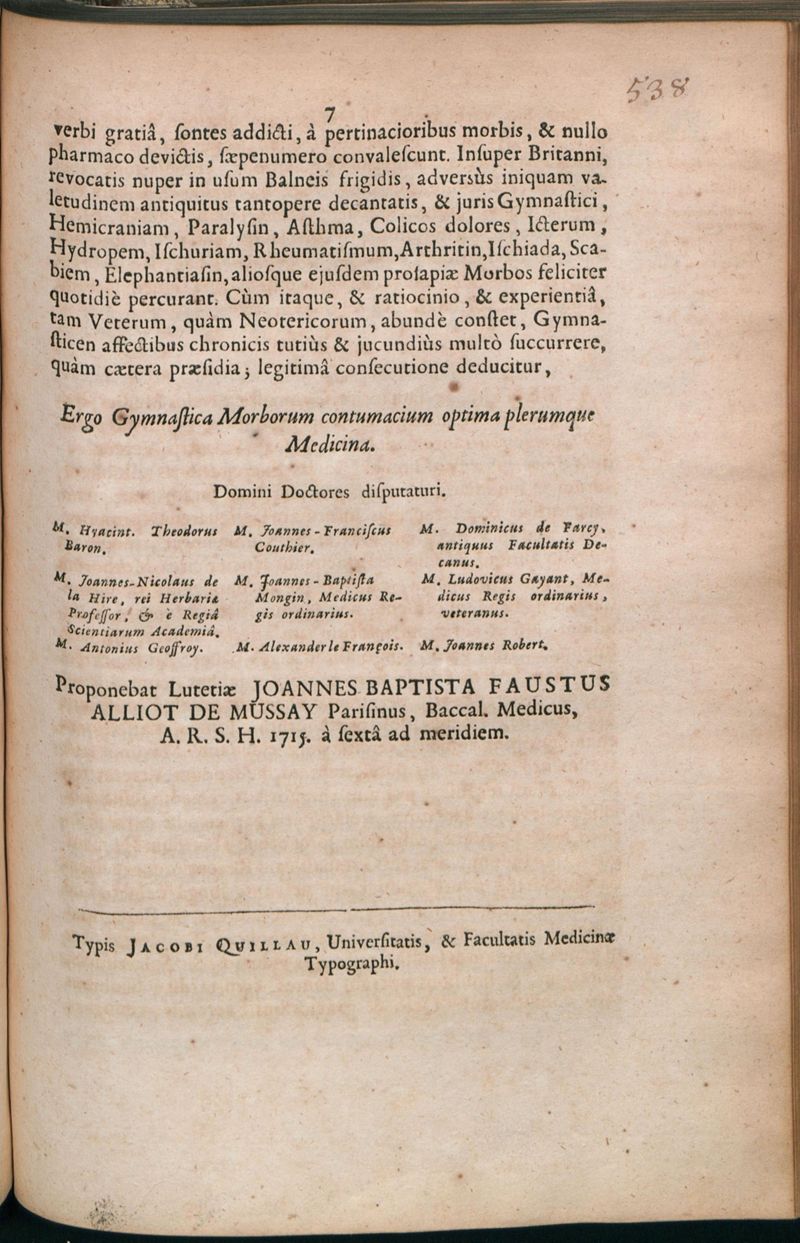 538
7
verbi gratiâ, ſontes addicti, à pertinacioribus morbis, & nullo
pharmaco devictis, ſæpenumero convaleſcunt. Inſuper Britanni,
revocatis nuper in uſum Balneis frigidis, adversùs iniquam va-
letudinem antiquitus tantopere decantatis, & juris Gymnaſtici,
Hemicraniam, Paralyſin, Aſthma, Colicos dolores, Icterum,
Hydropem, Iſchuriam, Rheumatiſmum, Arthritin, Iſchiada, Sca-
biem, Elephantiaſin, alioſque ejuſdem proſapiæ Morbos feliciter
quotidiè percurant. Cùm itaque, & ratiocinio, & experientiâ,
tam Veterum, quàm Neotericorum, abundè conſtet, Gymna-
ſticen affectibus chronicis tutiùs & jucundiùs multò ſuccurrere,
quàm cætera præſidia; legitimâ conſecutione deducitur,
Ergo Gymnaſtica Morborum contumacium optima plerumque
Medicina.
Domini Doctores diſputaturi.
M. Hyacint. Theodorus
Baron.
M. Joannes-Franciſcus
Couthier.
M. Dominicus de Farcy,
antiquus Facultatis De-
canus.
M. Joannes-Nicolaus de
la Hire, rei Herbariæ
Profeſſor, & è Regiâ
Scientiarum Academiâ.
M. Joannes-Baptiſta
Mongin, Medicus Re-
gis ordinarius.
M. Ludovicus Gayant, Me-
dicus Regis ordinarius,
veteranus.
M. Antonius Geoffroy.
M. Alexander le François.
M. Joannes Robert.
Proponebat Lutetiæ JOANNES BAPTISTA FAUSTUS
ALLIOT DE MUSSAY Pariſinus, Baccal. Medicus,
A. R. S. H. 1715. à ſextâ ad meridiem.
Typis JACOBI QUILLAU, Univerſitatis, & Facultatis Medicinæ
Typographi.